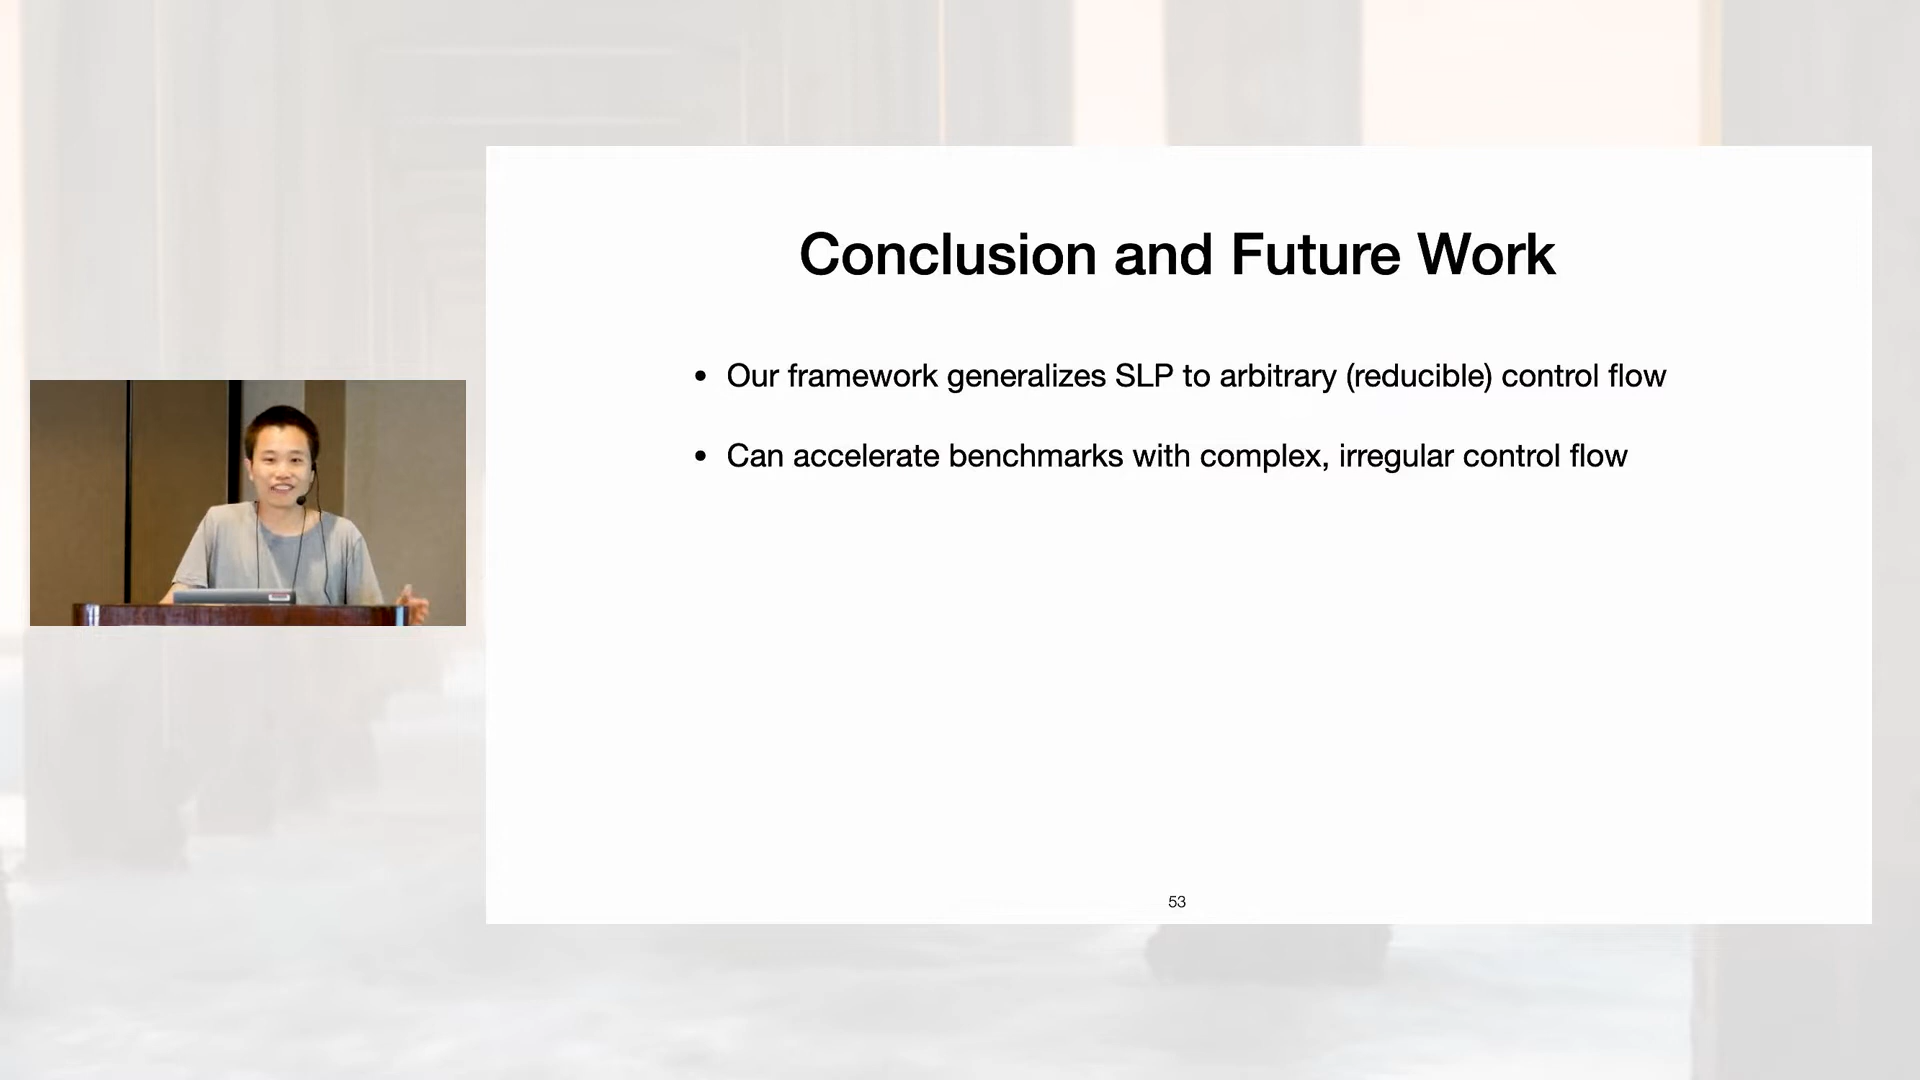 Conclusion and Future Work
• Our framework generalizes SLP to arbitrary (reducible) control flow
• Can accelerate benchmarks with complex, irregular control flow
53